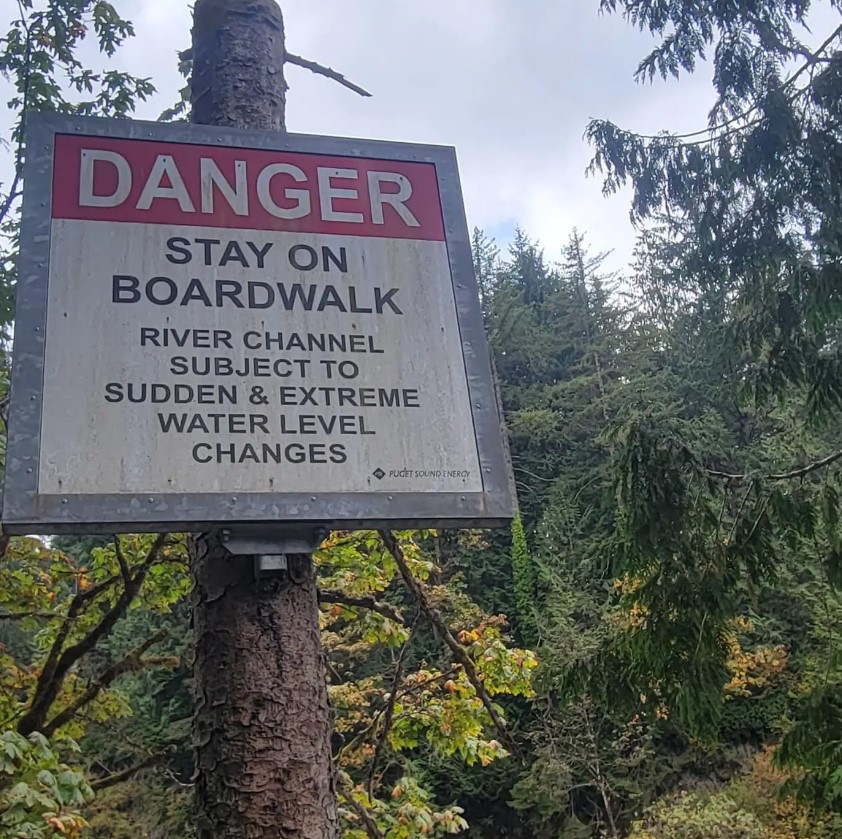 DANGER
STAY ON
BOARDWALK
RIVER CHANNEL
SUBJECT TO
SUDDEN & EXTREME
WATER LEVEL
CHANGES
PUGET SOUND ENERGY